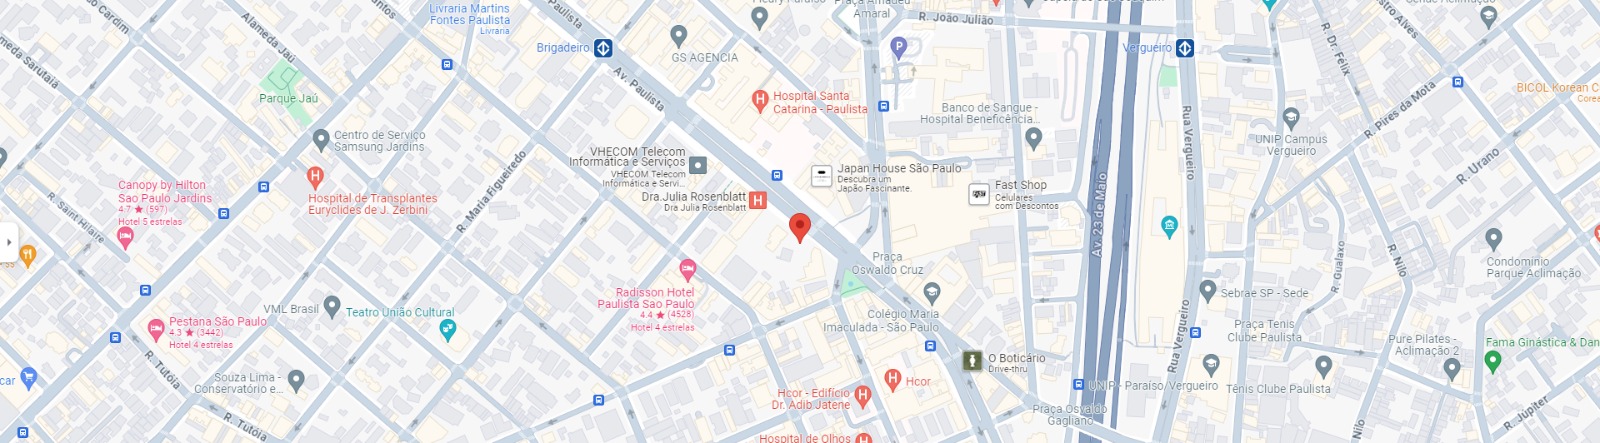 Alameda Jaú
Alameda Sarutaiá
Livraria Martins
Fontes Paulista
Livraria
Paulista
Brigadeiro
GS AGENCIA
Amaral
R. João Julião
P
Vergueiro
R. Dr. Félix
BICOL Korean C
Corea
Parque Jaú
Av. Paulista
H
Hospital Santa
Catarina - Paulista
Banco de Sangue -
Hospital Beneficência...
Rua Vergueiro
R. Pires da Mota
UNIP Campus
Vergueiro
R. Urano
Centro de Serviço
Samsung Jardins
VHECOM Telecom
Informática e Serviços
VHECOM Telecom
Informática e Servi...
Japan House São Paulo
Descubra um
Japão Fascinante.
Fast Shop
Celulares
com Descontos
Canopy by Hilton
Sao Paulo Jardins
4.7 ★ (597)
Hotel 5 estrelas
H
Hospital de Transplantes
Euryclides de J. Zerbini
R. Maria Figueiredo
Dra.Julia Rosenblatt
Dra Julia Rosenblatt
H
R. Saint Hilaire
Av. 23 de Maio
Praça
Oswaldo Cruz
R. Nilo
R. Gualaxo
Condomínio
Parque Aclimação
Radisson Hotel
Paulista Sao Paulo
4.4 ★ (4528)
Hotel 4 estrelas
VML Brasil
Teatro União Cultural
Pestana São Paulo
4.3 ★ (3442)
Hotel 4 estrelas
R. Tutóia
Colégio Maria
Imaculada - São Paulo
Sebrae SP - Sede
Rua Vergueiro
Praça Tenis
Clube Paulista
Pure Pilates -
Aclimação 2
Fama Ginástica & Dan
O Boticário
Drive-thru
Souza Lima -
Conservatório e...
car
Hcor - Edifício
Dr. Adib Jatene
H
H
Hcor
UNIP - Paraíso/Vergueiro
Tênis Clube Paulista
Praça Osvaldo
Gagliano
R. Tutóia
Hospital de Olhos
H
Nilo
R. Júpiter